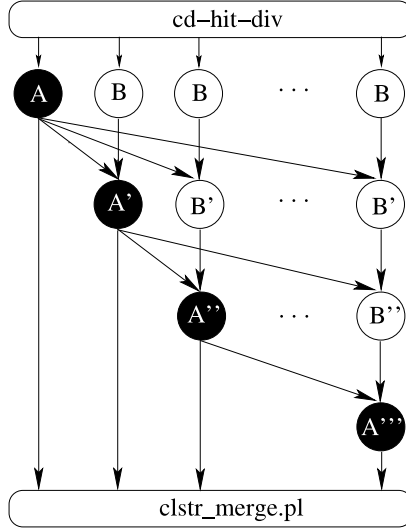 cd-hit-div
A B B . . . B
A' B' . . . B'
A'' . . . B''
A'''
clstr_merge.pl